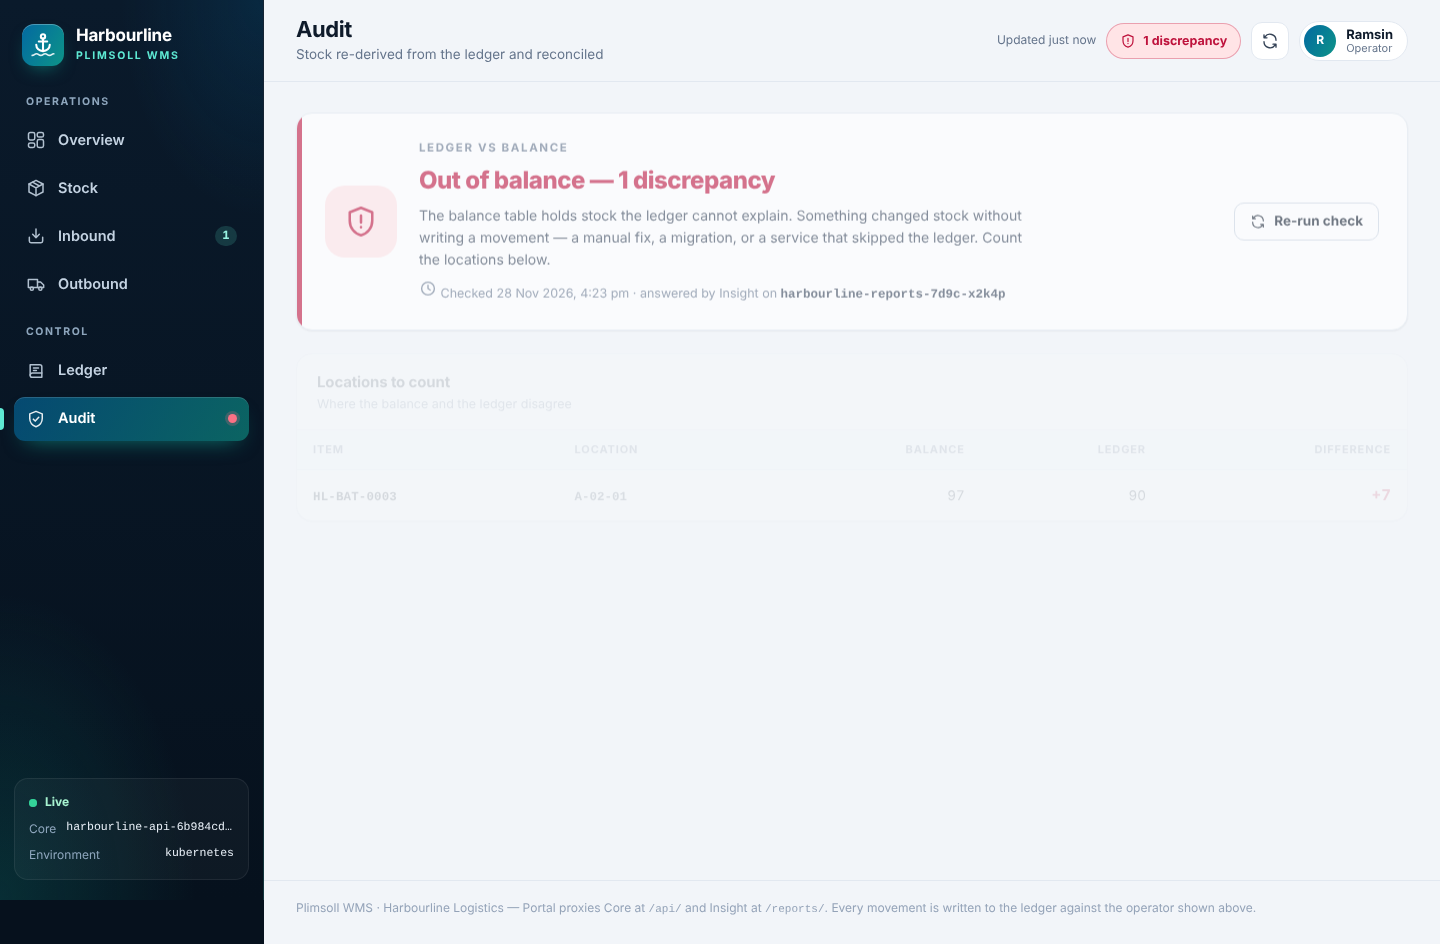 Harbourline
PLIMSOLL WMS
OPERATIONS
Overview
Stock
Inbound 1
Outbound
CONTROL
Ledger
Audit
Live
Core harbourline-api-6b984cd…
Environment kubernetes
Audit
Stock re-derived from the ledger and reconciled
Updated just now
1 discrepancy
R
Ramsin
Operator
LEDGER VS BALANCE
Out of balance — 1 discrepancy
The balance table holds stock the ledger cannot explain. Something changed stock without
writing a movement — a manual fix, a migration, or a service that skipped the ledger. Count
the locations below.
Checked 28 Nov 2026, 4:23 pm · answered by Insight on harbourline-reports-7d9c-x2k4p
Re-run check
Locations to count
Where the balance and the ledger disagree
ITEM LOCATION BALANCE LEDGER DIFFERENCE
HL-BAT-0003 A-02-01 97 90 +7
Plimsoll WMS · Harbourline Logistics — Portal proxies Core at /api/ and Insight at /reports/. Every movement is written to the ledger against the operator shown above.